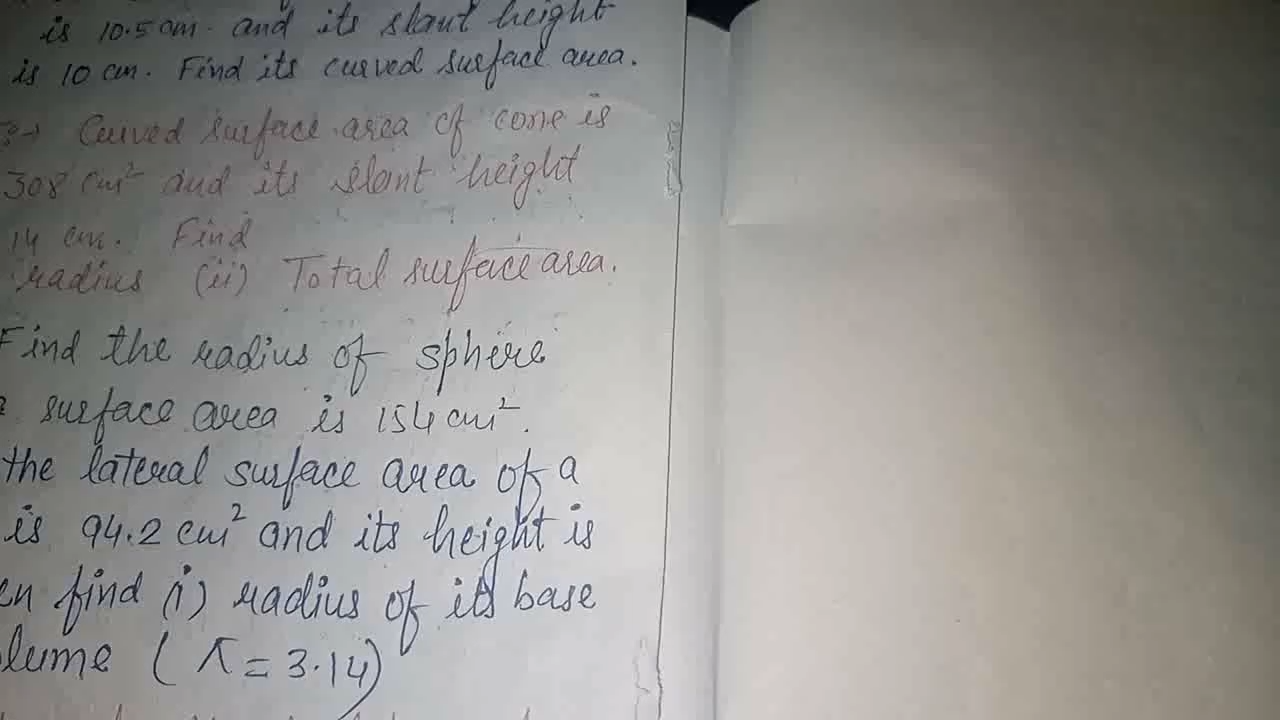 is 10.5 cm. and its slant height
is 10 cm. Find its curved surface area.
Curved surface area of cone is
308 cm² and its slant height
14 cm. Find
radius (ii) Total surface area.
Find the radius of sphere
surface area is 154 cm².
the lateral surface area of a
is 94.2 cm² and its height is
find (i) radius of its base
lume (π = 3.14)